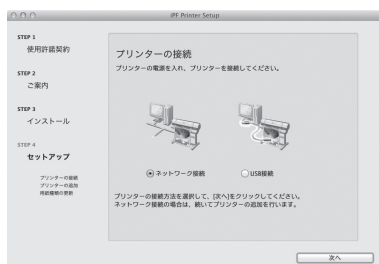 iPF Printer Setup
STEP 1
使用許諾契約
STEP 2
ご案内
STEP 3
インストール
STEP 4
セットアップ
プリンターの接続
プリンターの追加
用紙種類の更新
プリンターの接続
プリンターの電源を入れ、プリンターを接続してください。
ネットワーク接続
USB接続
プリンターの接続方法を選択して、[次へ]をクリックしてください。
ネットワーク接続の場合は、続いてプリンターの追加を行います。
次へ